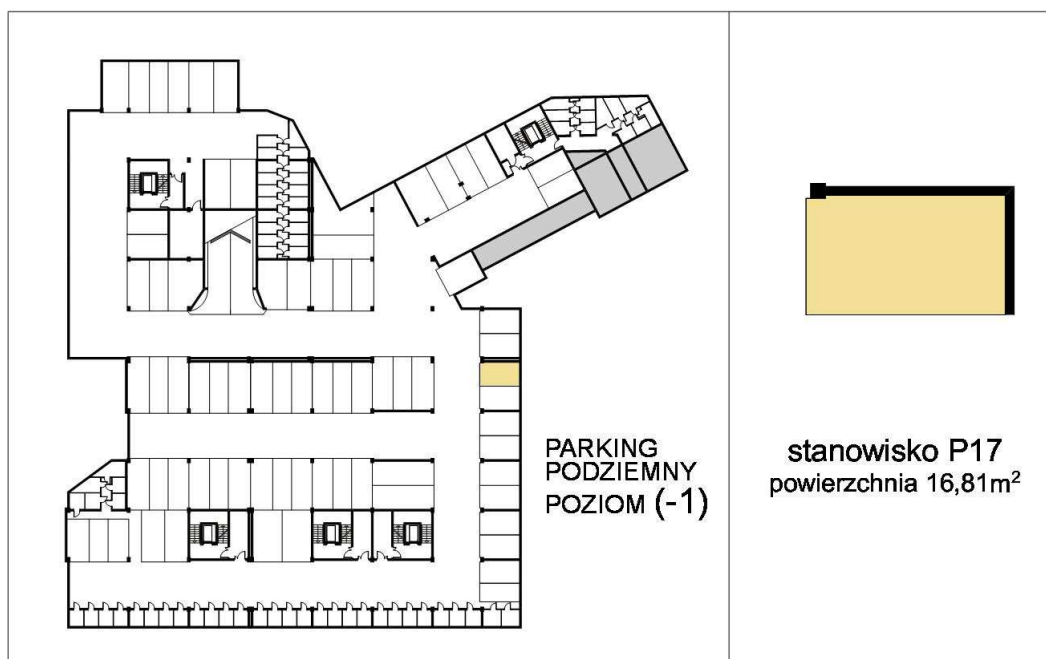 PARKING
PODZIEMNY
POZIOM (-1)
stanowisko P17
powierzchnia 16,81m²